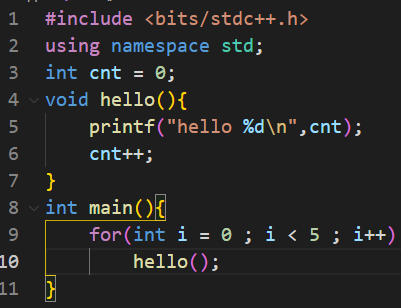 1 #include <bits/stdc++.h>
2 using namespace std;
3 int cnt = 0;
4 void hello(){
5     printf("hello %d\n",cnt);
6     cnt++;
7 }
8 int main(){
9     for(int i = 0 ; i < 5 ; i++)
10         hello();
11 }